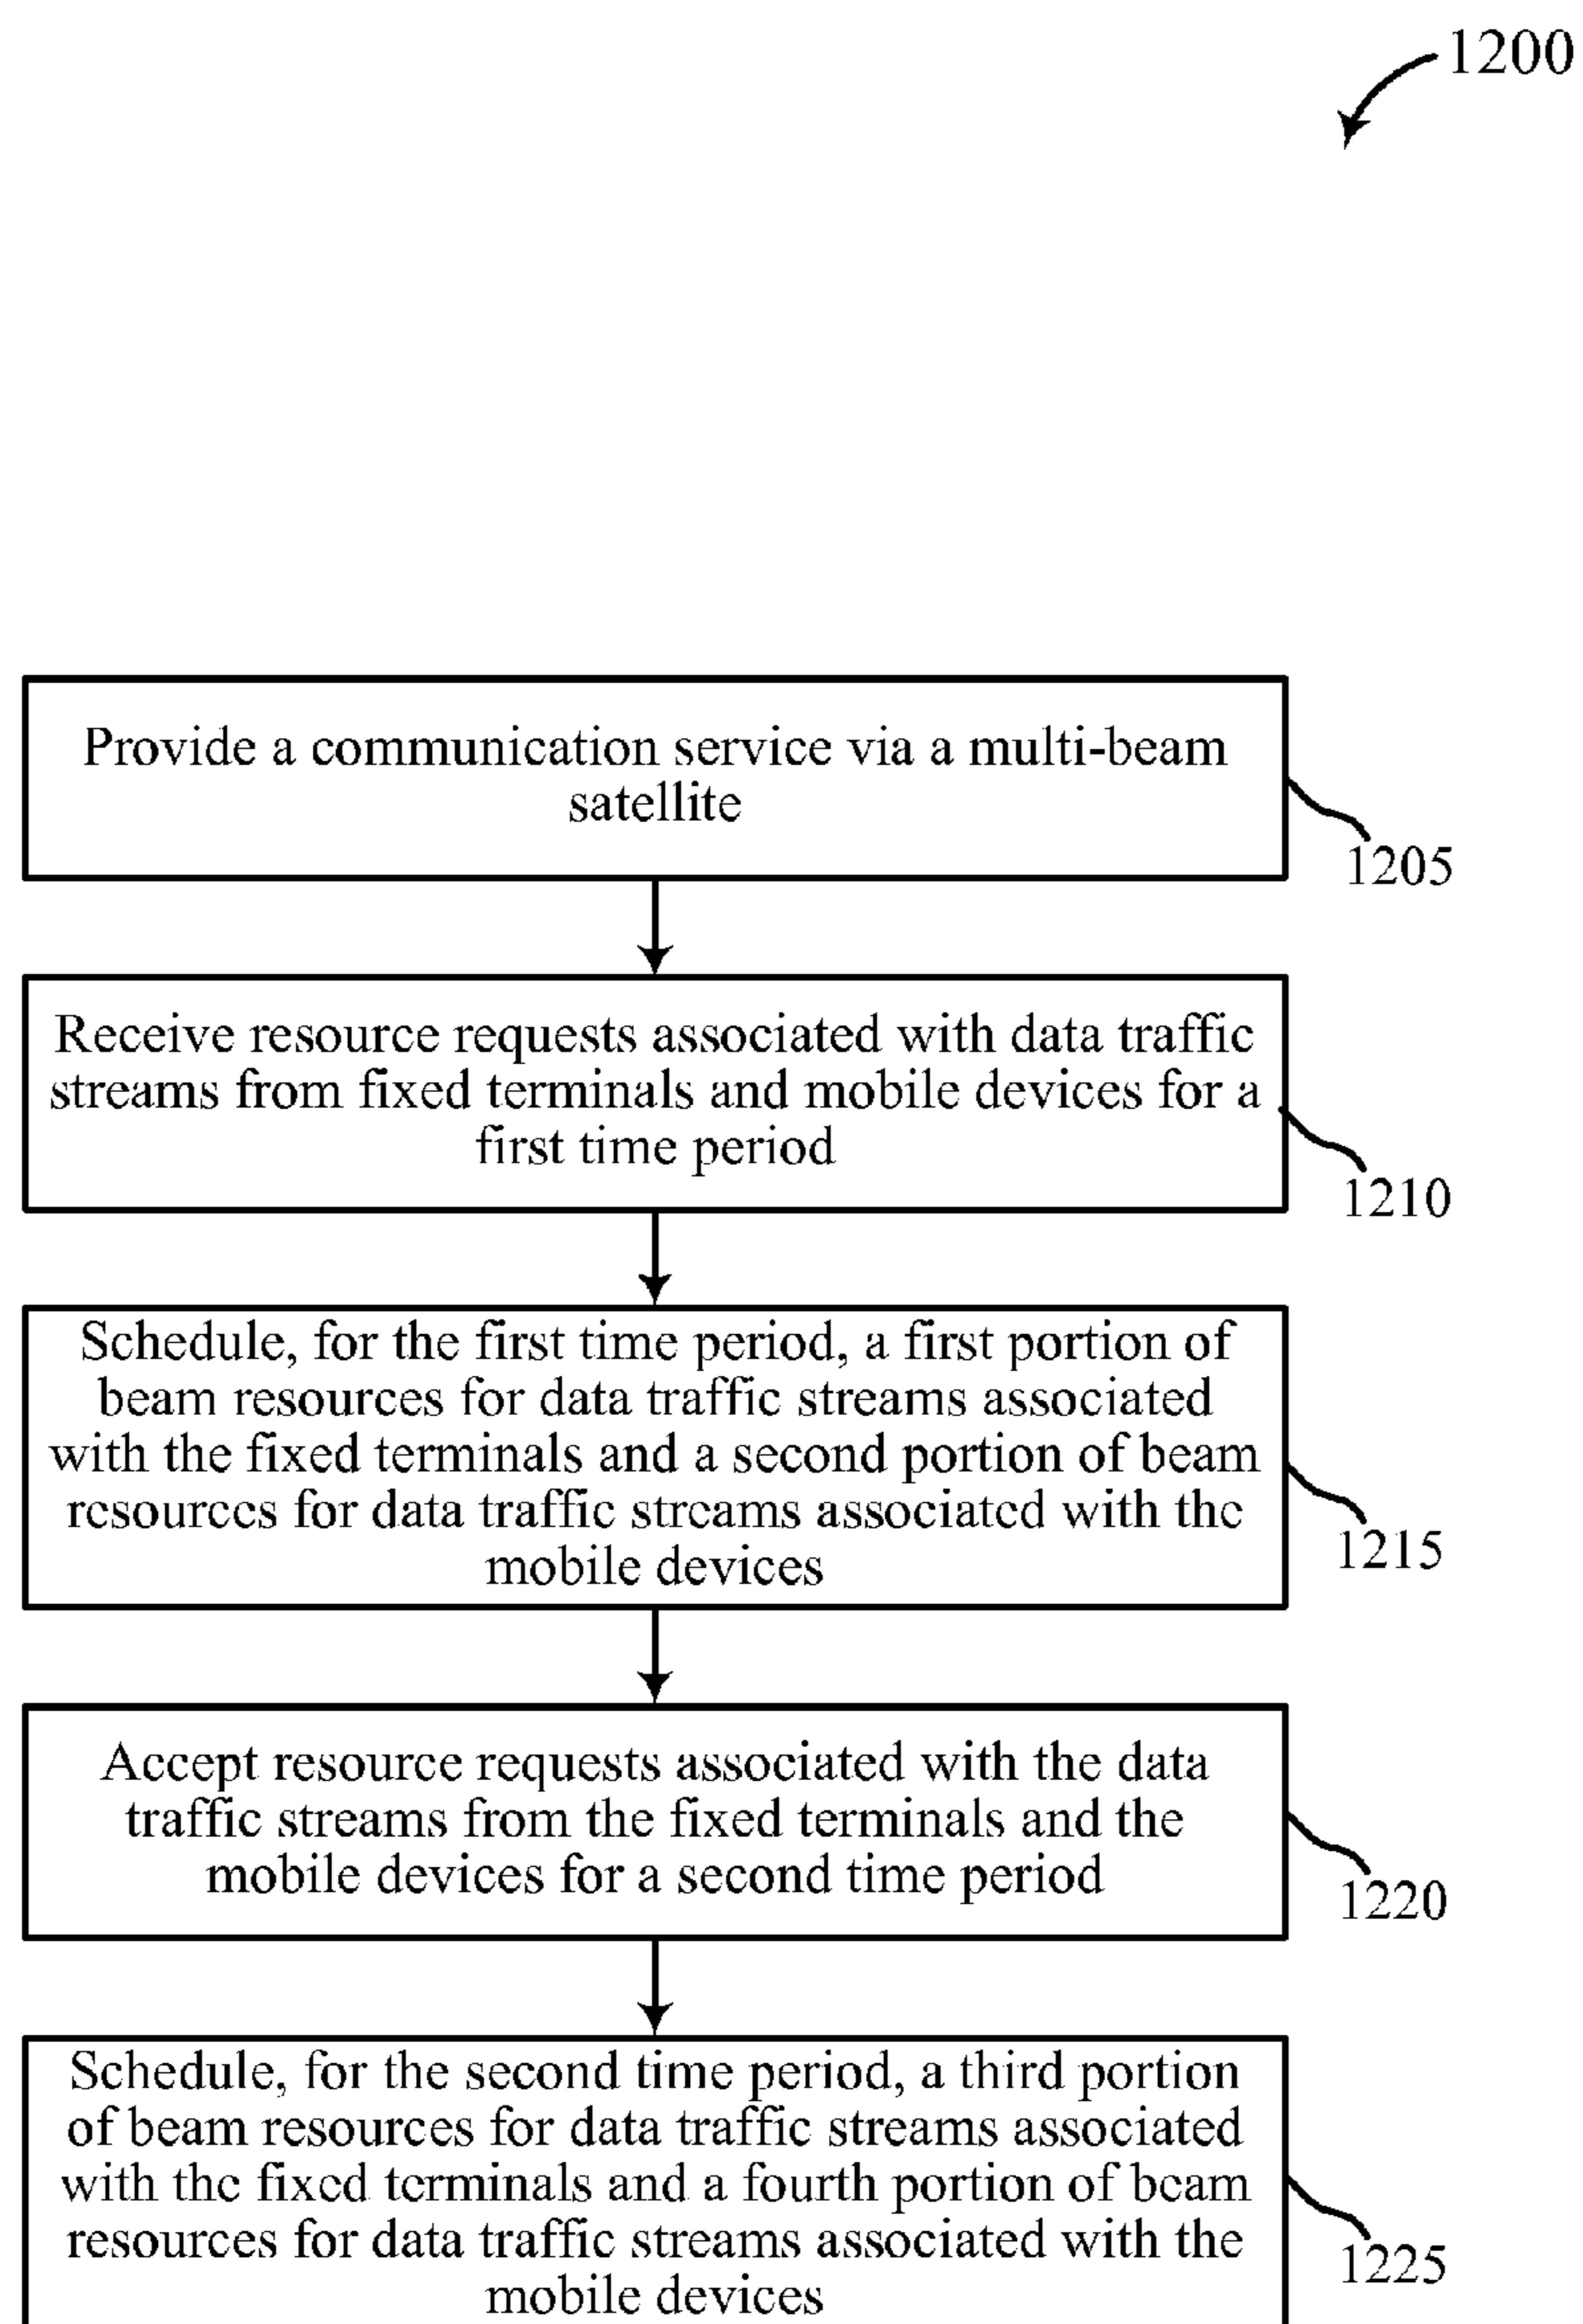 1200
Provide a communication service via a multi-beam
satellite
1205
Receive resource requests associated with data traffic
streams from fixed terminals and mobile devices for a
first time period
1210
Schedule, for the first time period, a first portion of
beam resources for data traffic streams associated
with the fixed terminals and a second portion of beam
resources for data traffic streams associated with the
mobile devices
1215
Accept resource requests associated with the data
traffic streams from the fixed terminals and the
mobile devices for a second time period
1220
Schedule, for the second time period, a third portion
of beam resources for data traffic streams associated
with the fixed terminals and a fourth portion of beam
resources for data traffic streams associated with the
mobile devices
1225